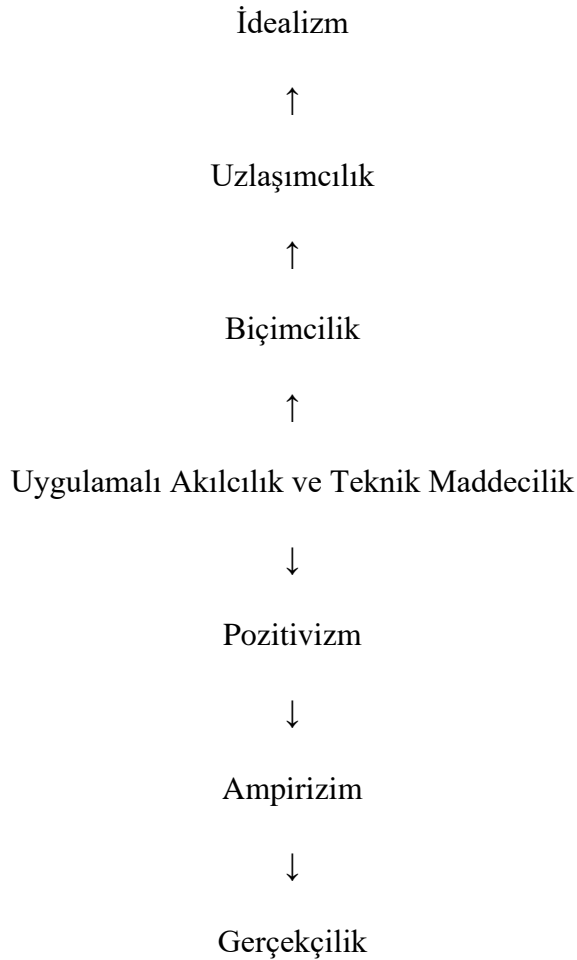 İdealizm
↑
Uzlaşımcılık
↑
Biçimcilik
↑
Uygulamalı Akılcılık ve Teknik Maddecilik
↓
Pozitivizm
↓
Ampirizim
↓
Gerçekçilik